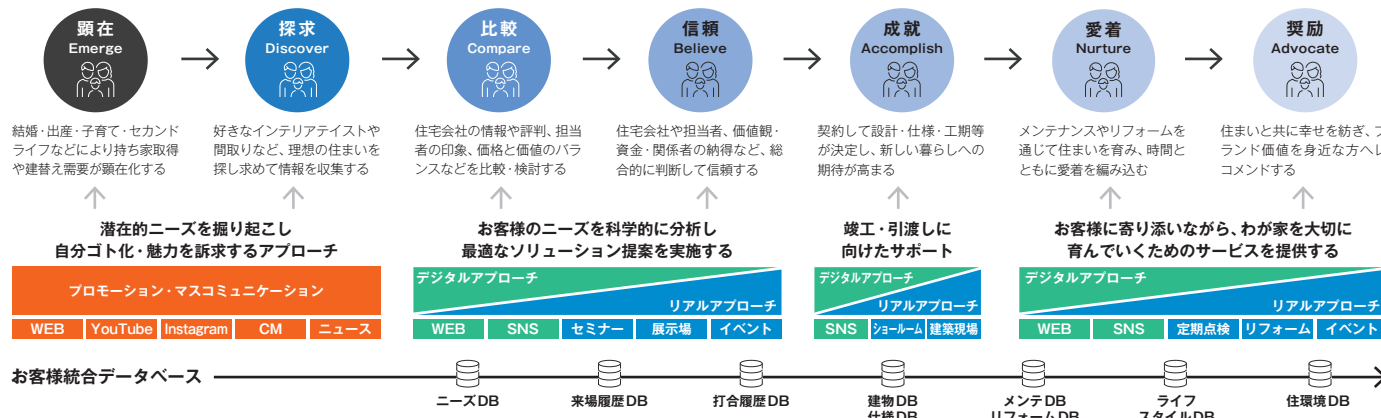 顕在
Emerge
探求
Discover
比較
Compare
信頼
Believe
成就
Accomplish
愛着
Nurture
奨励
Advocate
結婚・出産・子育て・セカンド
ライフなどにより持ち家取得
や建替え需要が顕在化する
好きなインテリアテイストや
間取りなど、理想の住まいを
探し求めて情報を収集する
住宅会社の情報や評判、担当
者の印象、価格と価値のバラ
ンスなどを比較・検討する
住宅会社や担当者、価値観・
資金・関係者の納得など、総
合的に判断して信頼する
契約して設計・仕様・工期等
が決定し、新しい暮らしへの
期待が高まる
メンテナンスやリフォームを
通じて住まいを育み、時間と
ともに愛着を編み込む
住まいと共に幸せを紡ぎ、ブ
ランド価値を身近な方へレ
コメンドする
潜在的ニーズを掘り起こし
自分ゴト化・魅力を訴求するアプローチ
お客様のニーズを科学的に分析し
最適なソリューション提案を実施する
竣工・引渡しに
向けたサポート
お客様に寄り添いながら、わが家を大切に
育んでいくためのサービスを提供する
プロモーション・マスコミュニケーション
WEB
YouTube
Instagram
CM
ニュース
デジタルアプローチ
リアルアプローチ
WEB
SNS
セミナー
展示場
イベント
デジタルアプローチ
リアルアプローチ
SNS
ショールーム
建築現場
デジタルアプローチ
リアルアプローチ
WEB
SNS
定期点検
リフォーム
イベント
お客様統合データベース
ニーズDB
来場履歴DB
打合履歴DB
建物DB
仕様DB
メンテDB
リフォームDB
ライフ
スタイルDB
住環境DB